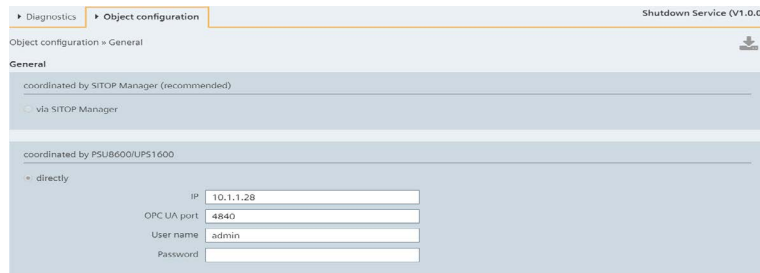 Diagnostics
Object configuration
Shutdown Service (V1.0.0
Object configuration » General
General
coordinated by SITOP Manager (recommended)
via SITOP Manager
coordinated by PSU8600/UPS1600
directly
IP 10.1.1.28
OPC UA port 4840
User name admin
Password